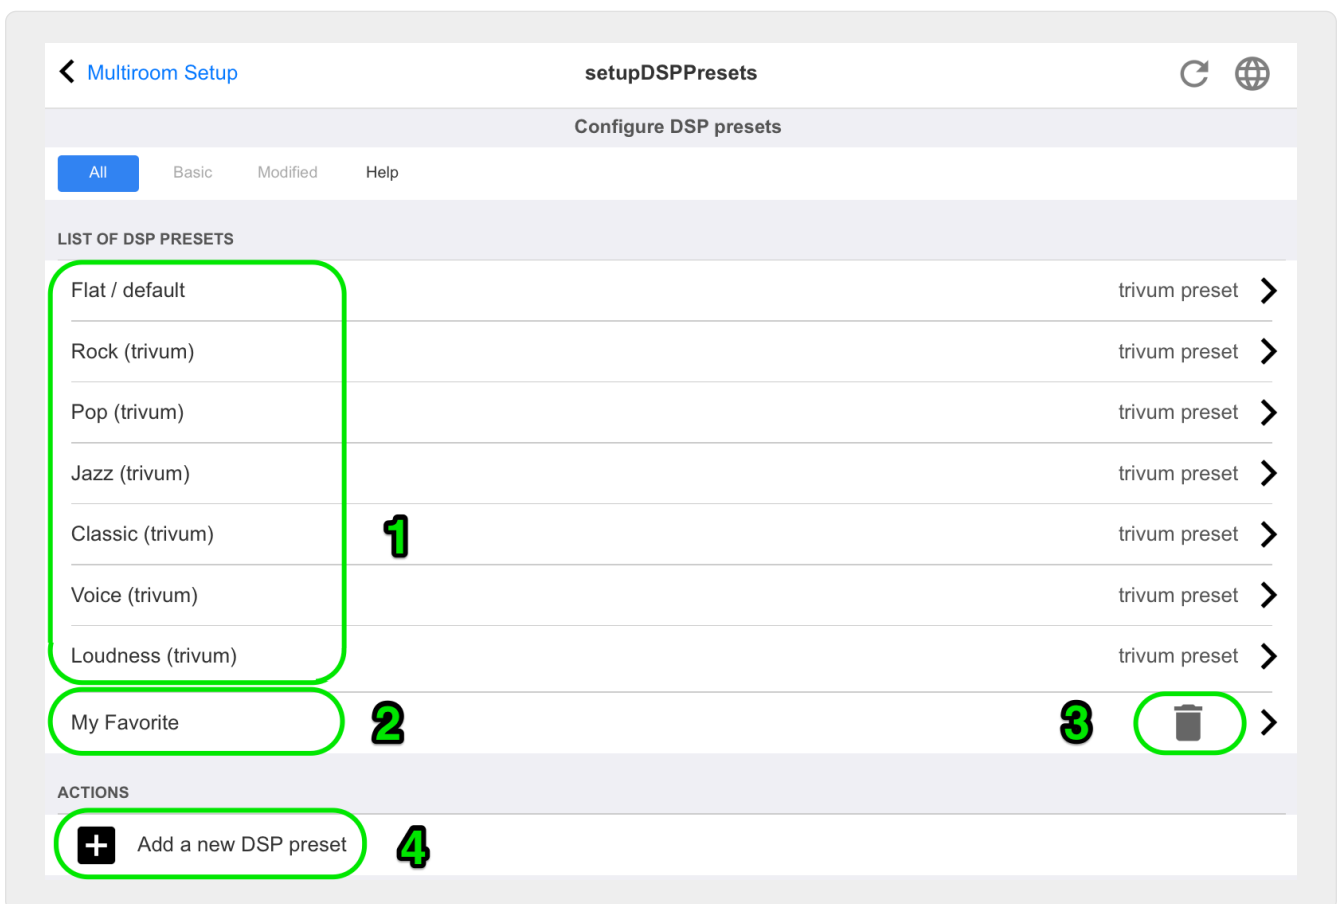 Multiroom Setup
setupDSPPresets
Configure DSP presets
All Basic Modified Help
LIST OF DSP PRESETS
Flat / default trivum preset
Rock (trivum) trivum preset
Pop (trivum) trivum preset
Jazz (trivum) trivum preset
Classic (trivum) 1 trivum preset
Voice (trivum) trivum preset
Loudness (trivum) trivum preset
My Favorite 2 3
ACTIONS
Add a new DSP preset 4